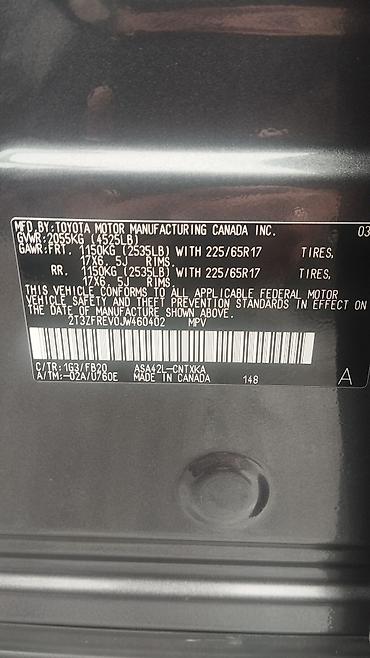 MFD.BY:TOYOTA MOTOR MANUFACTURING CANADA INC. 03
GVWR:2055KG (4525LB)
GAWR:FRT. 1150KG (2535LB) WITH 225/65R17 TIRES,
17X6. 5J RIMS
RR. 1150KG (2535LB) WITH 225/65R17 TIRES,
17X6. 5J RIMS
THIS VEHICLE CONFORMS TO ALL APPLICABLE FEDERAL MOTOR
VEHICLE SAFETY AND THEFT PREVENTION STANDARDS IN EFFECT ON
THE DATE OF MANUFACTURE SHOWN ABOVE.
2T3ZFREV0JW460402 MPV
C/TR:1G3/FB20 ASA42L-CNTXKA
A/TM:-02A/U760E MADE IN CANADA 148 A